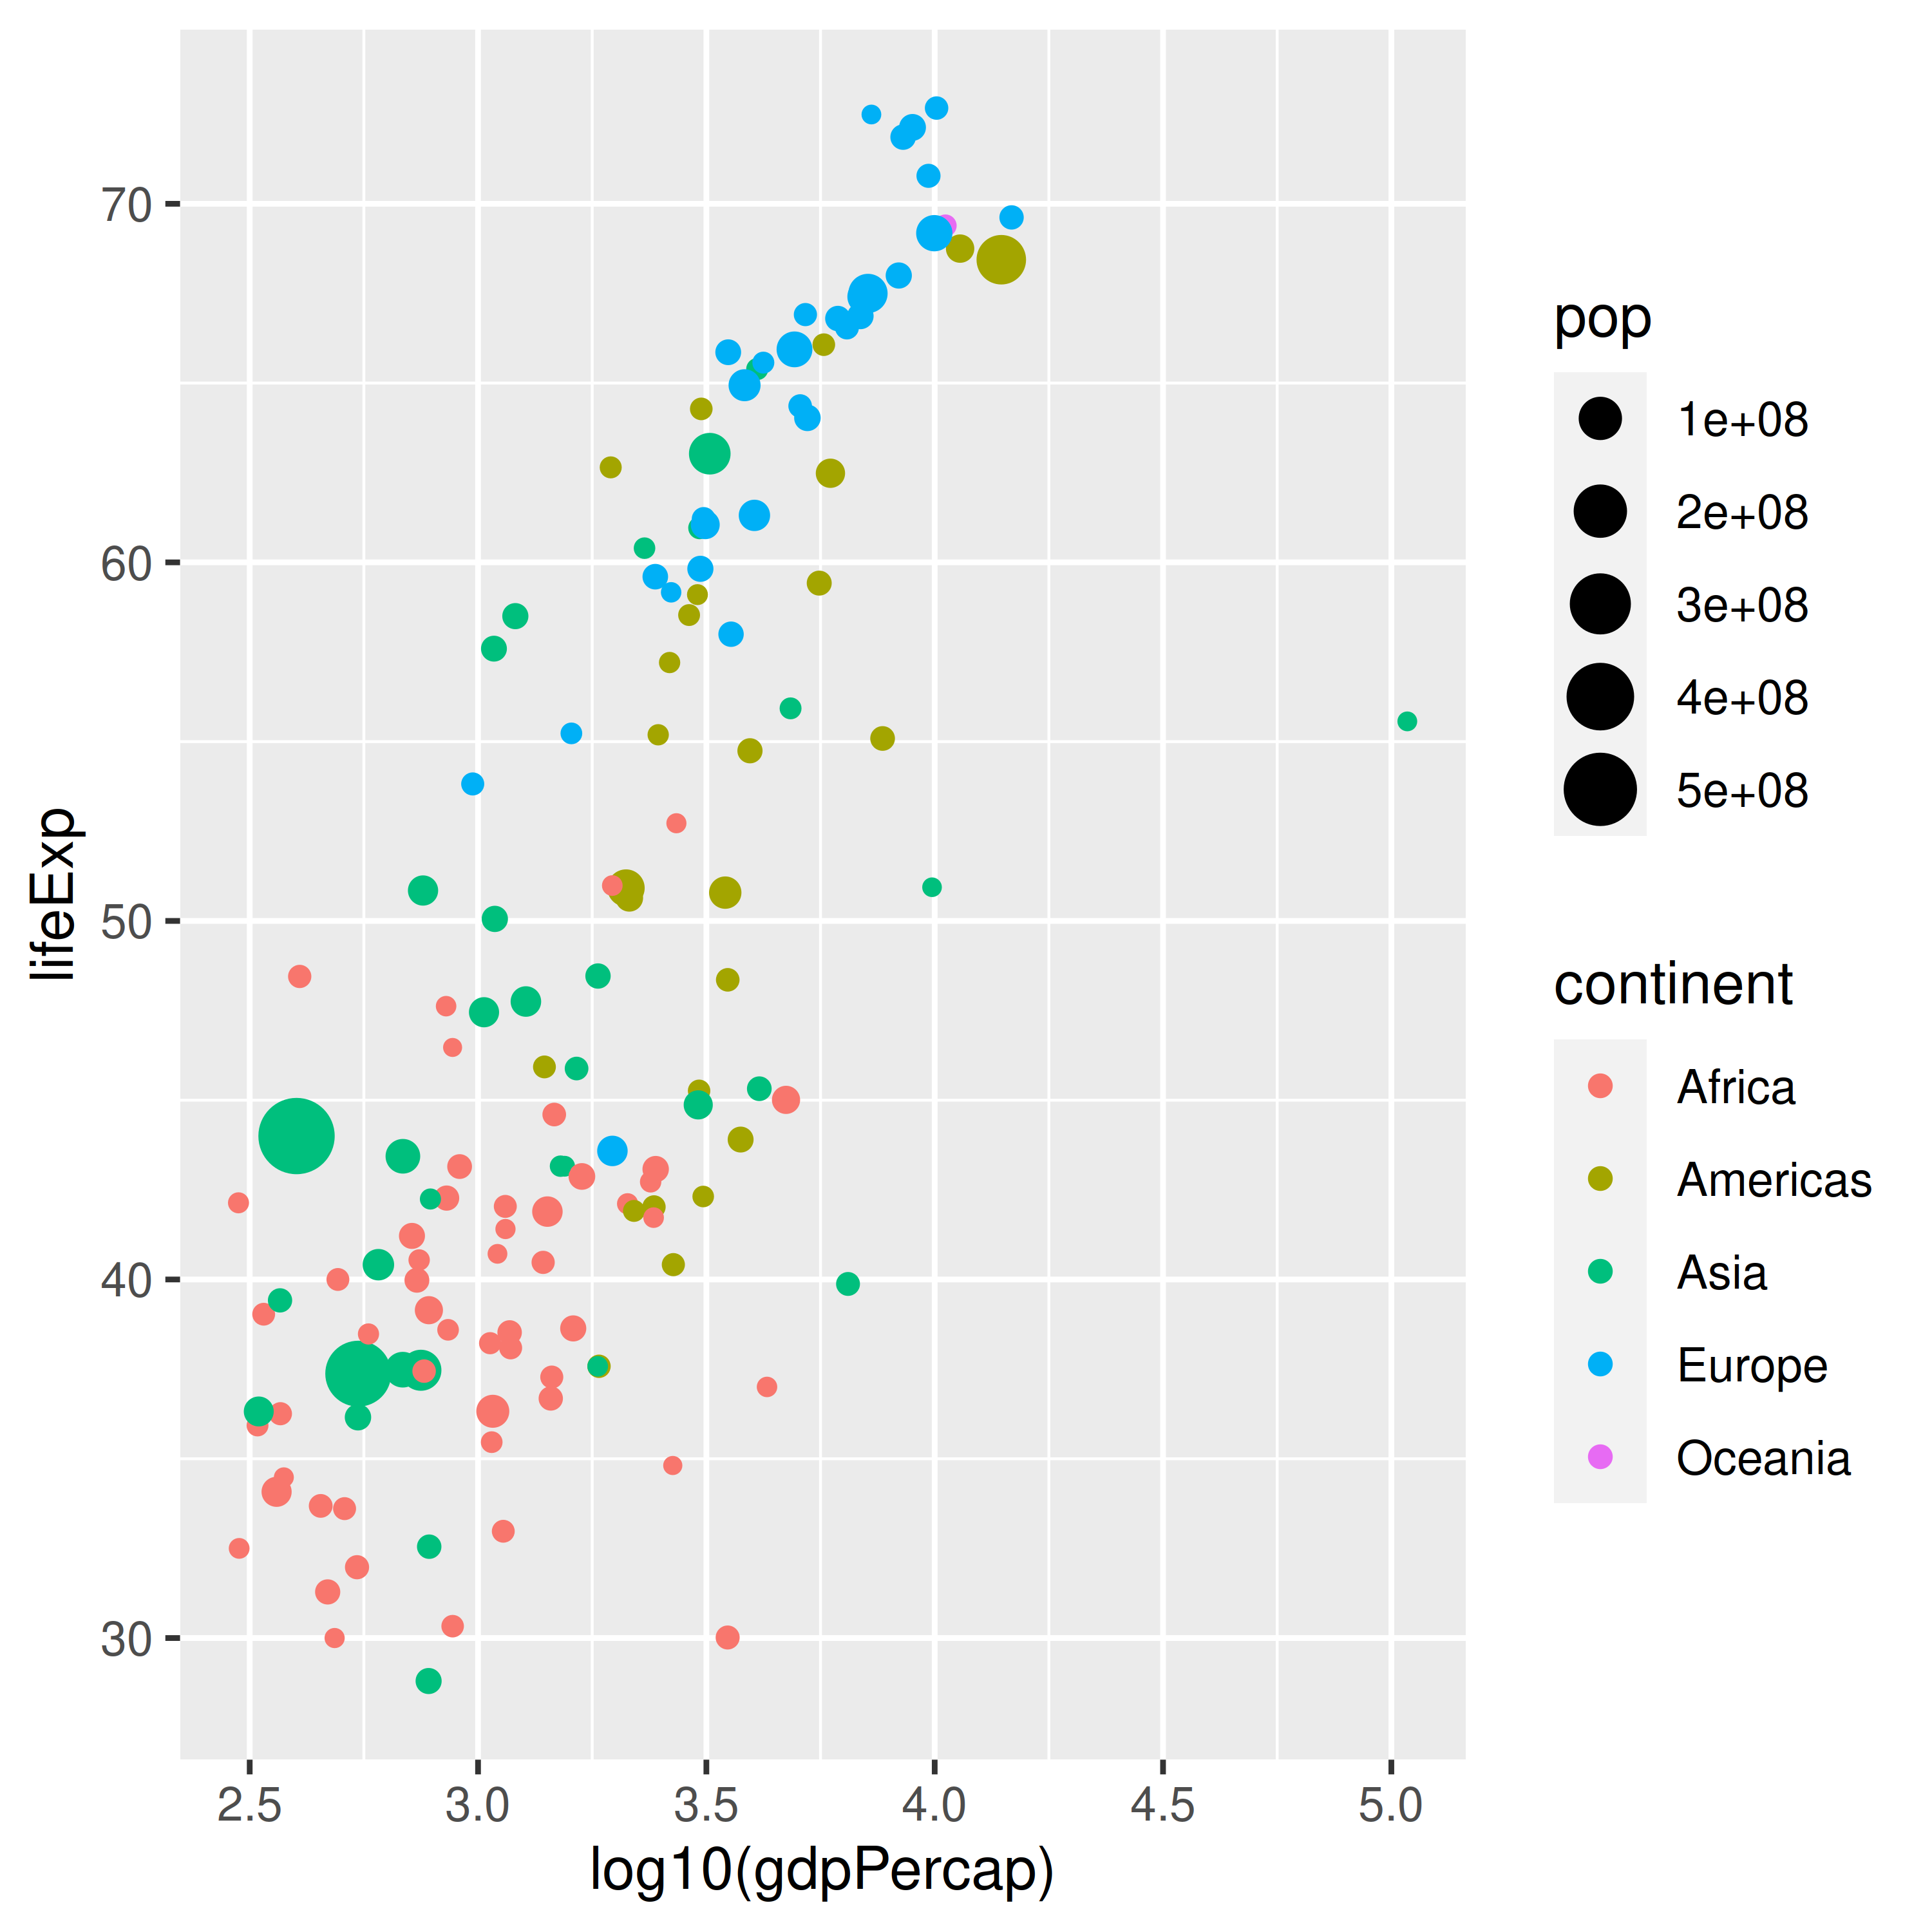 70
60
50
40
30
lifeExp
2.5 3.0 3.5 4.0 4.5 5.0
log10(gdpPercap)
pop
1e+08
2e+08
3e+08
4e+08
5e+08
continent
Africa
Americas
Asia
Europe
Oceania